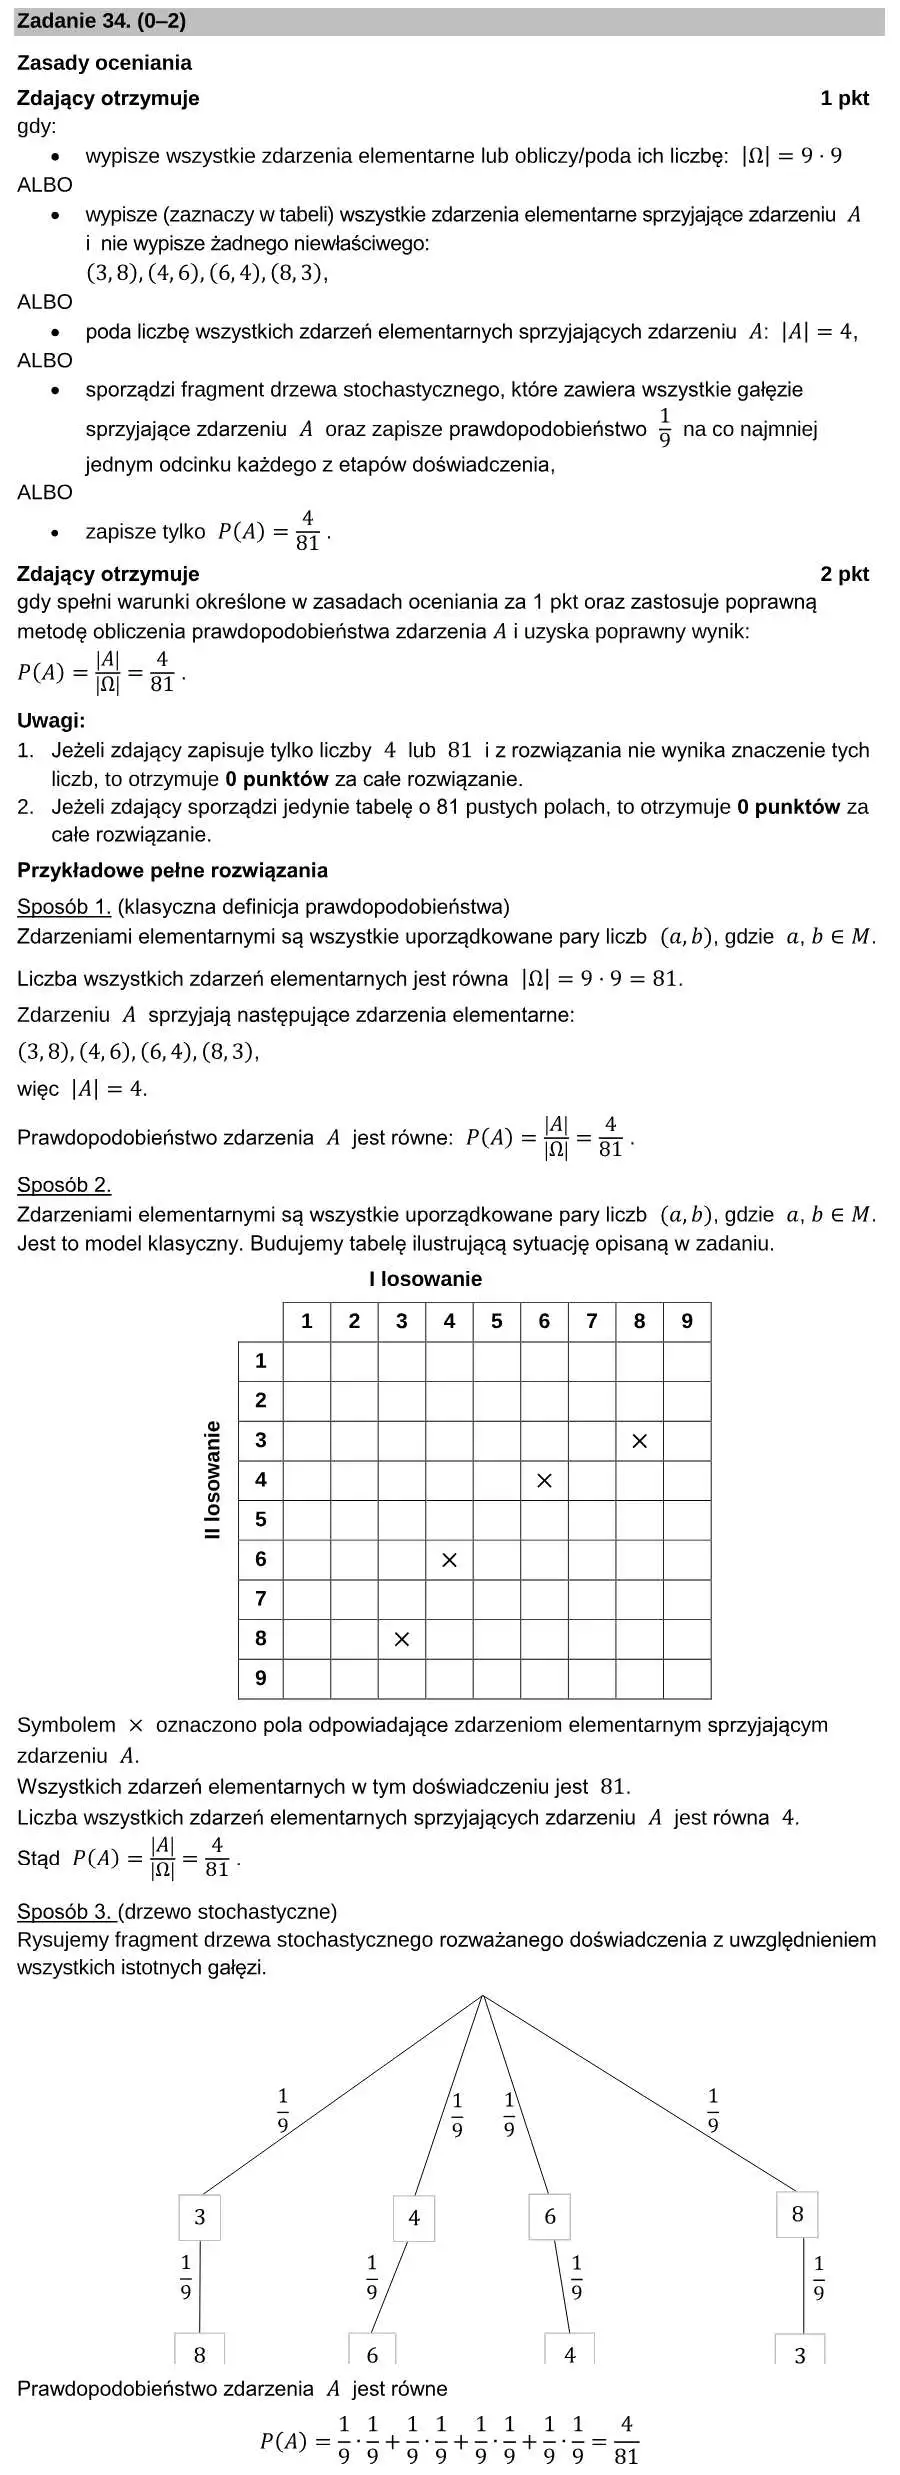 Zadanie 34. (0–2)
Zasady oceniania
Zdający otrzymuje 1 pkt
gdy:
• wypisze wszystkie zdarzenia elementarne lub obliczy/poda ich liczbę: |Ω| = 9 · 9
ALBO
• wypisze (zaznaczy w tabeli) wszystkie zdarzenia elementarne sprzyjające zdarzeniu A
i nie wypisze żadnego niewłaściwego:
(3, 8), (4, 6), (6, 4), (8, 3),
ALBO
• poda liczbę wszystkich zdarzeń elementarnych sprzyjających zdarzeniu A: |A| = 4,
ALBO
• sporządzi fragment drzewa stochastycznego, które zawiera wszystkie gałęzie
sprzyjające zdarzeniu A oraz zapisze prawdopodobieństwo 1/9 na co najmniej
jednym odcinku każdego z etapów doświadczenia,
ALBO
• zapisze tylko P(A) = 4/81 .
Zdający otrzymuje 2 pkt
gdy spełni warunki określone w zasadach oceniania za 1 pkt oraz zastosuje poprawną
metodę obliczenia prawdopodobieństwa zdarzenia A i uzyska poprawny wynik:
P(A) = |A|/|Ω| = 4/81 .
Uwagi:
1. Jeżeli zdający zapisuje tylko liczby 4 lub 81 i z rozwiązania nie wynika znaczenie tych
liczb, to otrzymuje 0 punktów za całe rozwiązanie.
2. Jeżeli zdający sporządzi jedynie tabelę o 81 pustych polach, to otrzymuje 0 punktów za
całe rozwiązanie.
Przykładowe pełne rozwiązania
Sposób 1. (klasyczna definicja prawdopodobieństwa)
Zdarzeniami elementarnymi są wszystkie uporządkowane pary liczb (a, b), gdzie a, b ∈ M.
Liczba wszystkich zdarzeń elementarnych jest równa |Ω| = 9 · 9 = 81.
Zdarzeniu A sprzyjają następujące zdarzenia elementarne:
(3, 8), (4, 6), (6, 4), (8, 3),
więc |A| = 4.
Prawdopodobieństwo zdarzenia A jest równe: P(A) = |A|/|Ω| = 4/81 .
Sposób 2.
Zdarzeniami elementarnymi są wszystkie uporządkowane pary liczb (a, b), gdzie a, b ∈ M.
Jest to model klasyczny. Budujemy tabelę ilustrującą sytuację opisaną w zadaniu.
I losowanie
1 2 3 4 5 6 7 8 9
II losowanie
1
2
3 ×
4 ×
5
6 ×
7
8 ×
9
Symbolem × oznaczono pola odpowiadające zdarzeniom elementarnym sprzyjającym
zdarzeniu A.
Wszystkich zdarzeń elementarnych w tym doświadczeniu jest 81.
Liczba wszystkich zdarzeń elementarnych sprzyjających zdarzeniu A jest równa 4.
Stąd P(A) = |A|/|Ω| = 4/81 .
Sposób 3. (drzewo stochastyczne)
Rysujemy fragment drzewa stochastycznego rozważanego doświadczenia z uwzględnieniem
wszystkich istotnych gałęzi.
1/9 1/9 1/9 1/9
3 4 6 8
1/9 1/9 1/9 1/9
8 6 4 3
Prawdopodobieństwo zdarzenia A jest równe
P(A) = 1/9 · 1/9 + 1/9 · 1/9 + 1/9 · 1/9 + 1/9 · 1/9 = 4/81